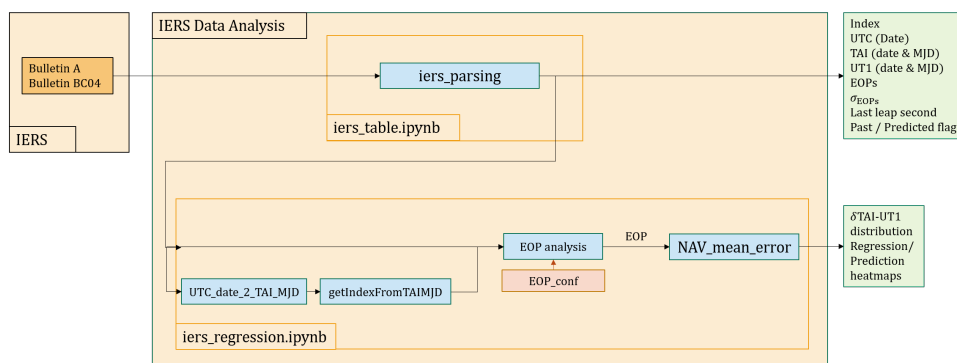 IERS Data Analysis
Bulletin A
Bulletin BC04
IERS
iers_parsing
iers_table.ipynb
Index
UTC (Date)
TAI (date & MJD)
UT1 (date & MJD)
EOPs
σEOPs
Last leap second
Past / Predicted flag
UTC_date_2_TAI_MJD
getIndexFromTAIMJD
EOP analysis
EOP_conf
EOP
NAV_mean_error
iers_regression.ipynb
δTAI-UT1
distribution
Regression/
Prediction
heatmaps